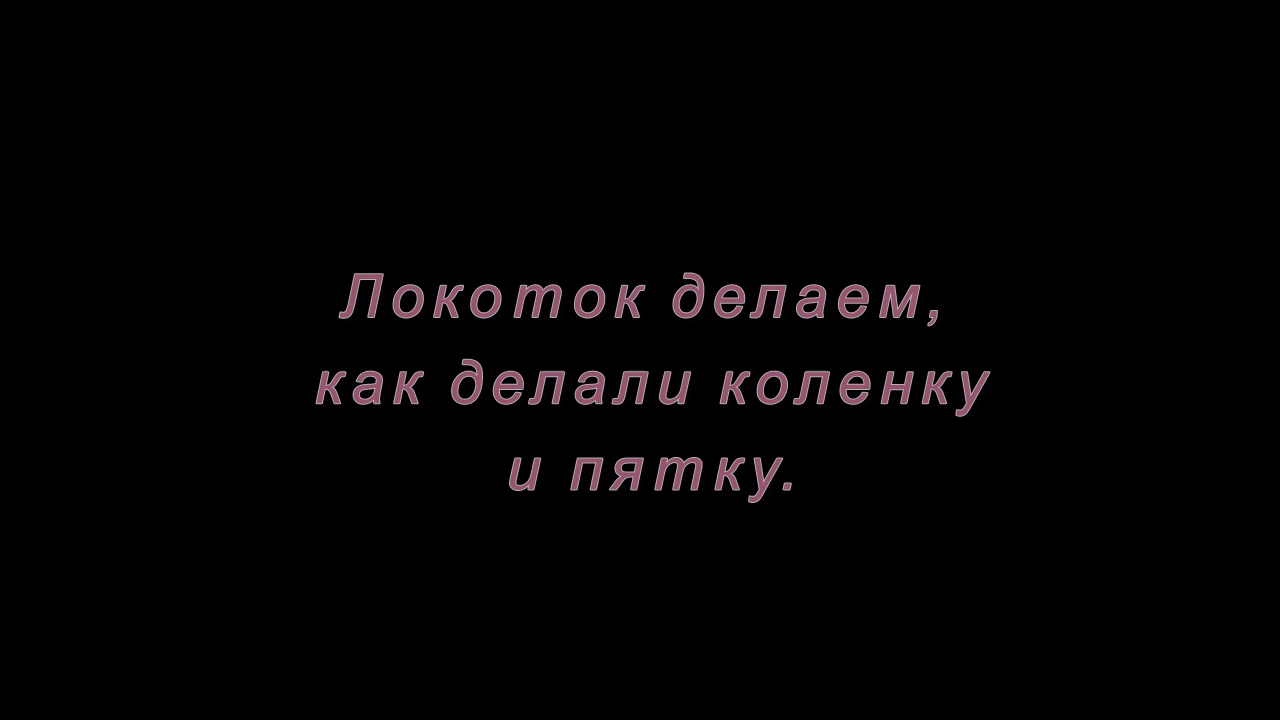 Локоток делаем,
как делали коленку
и пятку.